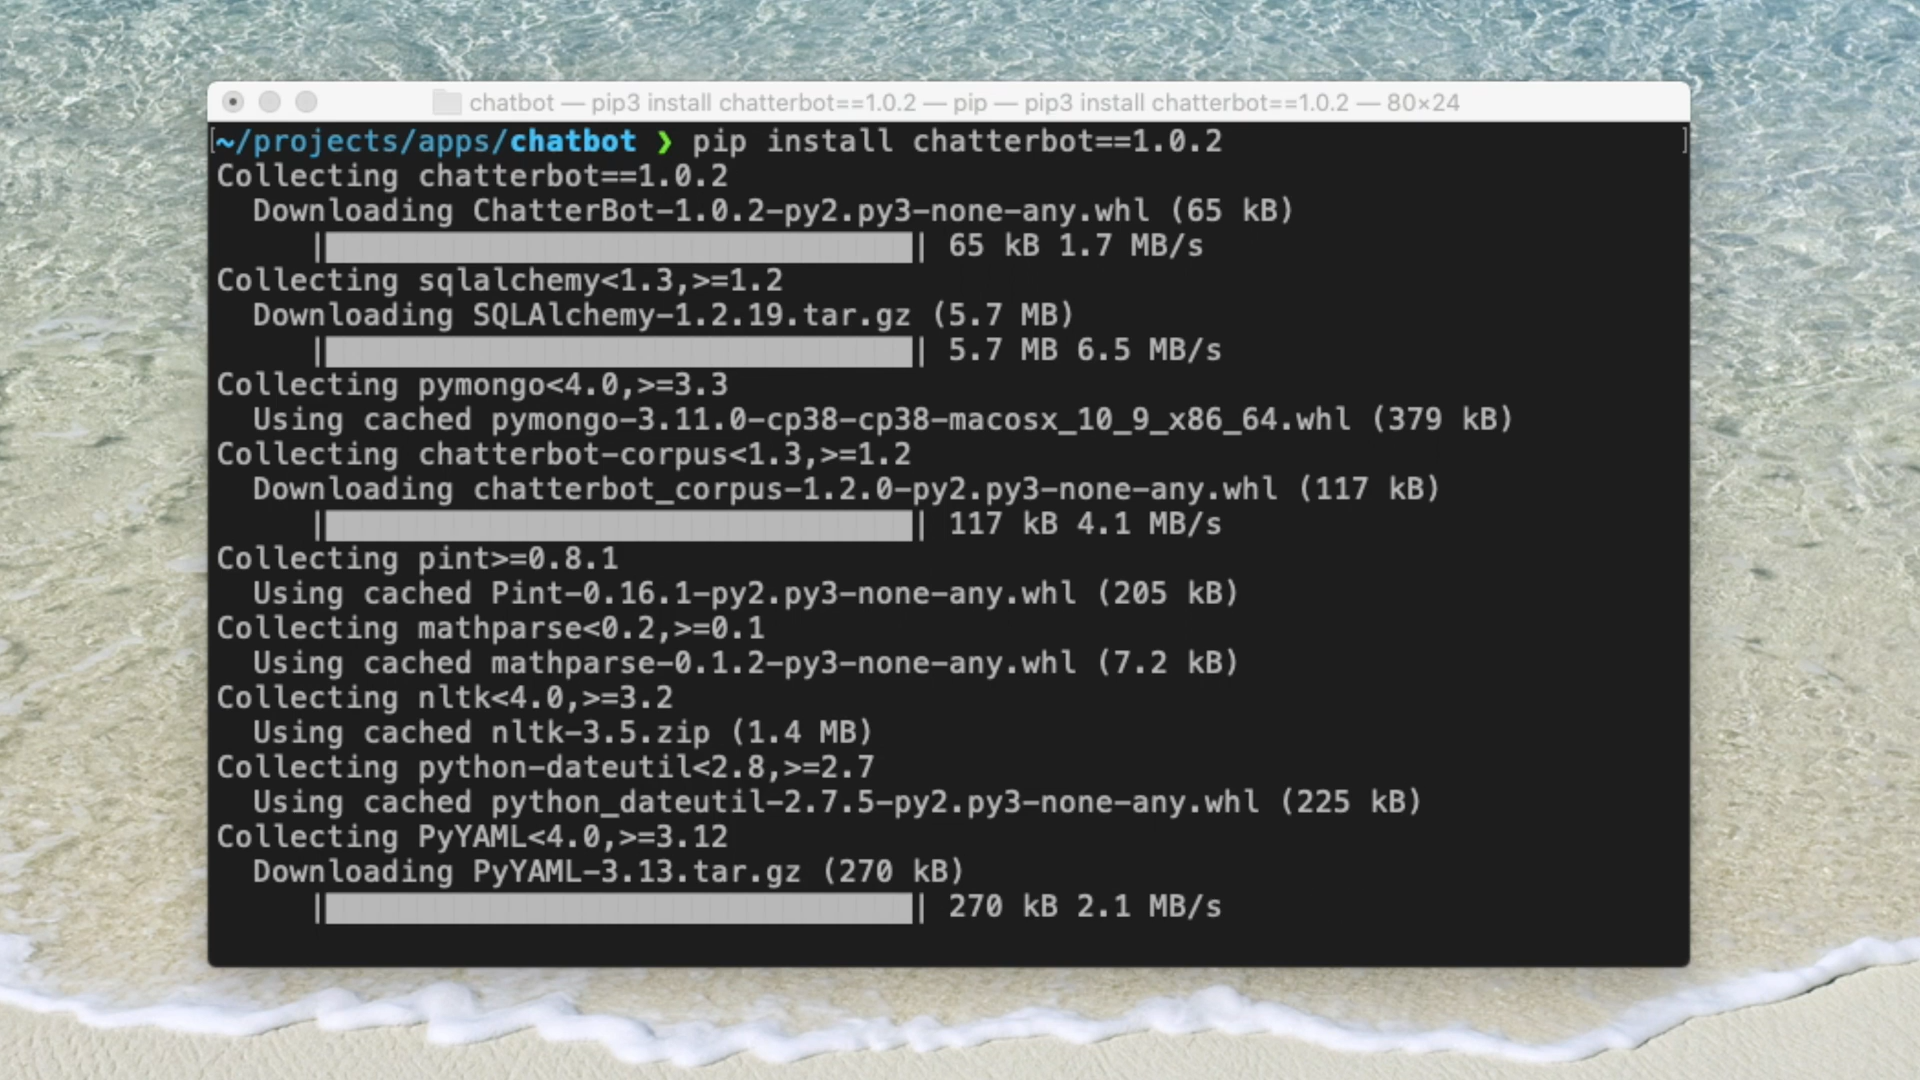 chatbot — pip3 install chatterbot==1.0.2 — pip — pip3 install chatterbot==1.0.2 — 80×24
[~/projects/apps/chatbot ❯ pip install chatterbot==1.0.2 ]
Collecting chatterbot==1.0.2
Downloading ChatterBot-1.0.2-py2.py3-none-any.whl (65 kB)
|████████████████████████████████| 65 kB 1.7 MB/s
Collecting sqlalchemy<1.3,>=1.2
Downloading SQLAlchemy-1.2.19.tar.gz (5.7 MB)
|████████████████████████████████| 5.7 MB 6.5 MB/s
Collecting pymongo<4.0,>=3.3
Using cached pymongo-3.11.0-cp38-cp38-macosx_10_9_x86_64.whl (379 kB)
Collecting chatterbot-corpus<1.3,>=1.2
Downloading chatterbot_corpus-1.2.0-py2.py3-none-any.whl (117 kB)
|████████████████████████████████| 117 kB 4.1 MB/s
Collecting pint>=0.8.1
Using cached Pint-0.16.1-py2.py3-none-any.whl (205 kB)
Collecting mathparse<0.2,>=0.1
Using cached mathparse-0.1.2-py3-none-any.whl (7.2 kB)
Collecting nltk<4.0,>=3.2
Using cached nltk-3.5.zip (1.4 MB)
Collecting python-dateutil<2.8,>=2.7
Using cached python_dateutil-2.7.5-py2.py3-none-any.whl (225 kB)
Collecting PyYAML<4.0,>=3.12
Downloading PyYAML-3.13.tar.gz (270 kB)
|████████████████████████████████| 270 kB 2.1 MB/s